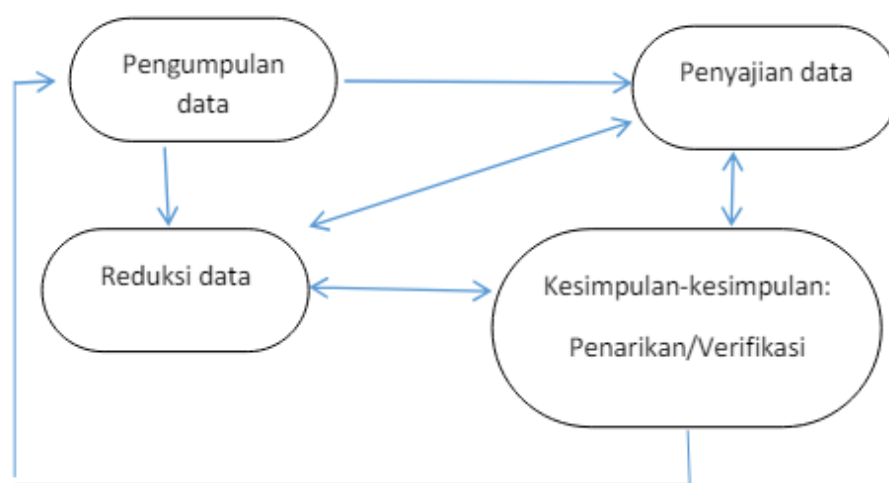 Pengumpulan
data
Penyajian data
Reduksi data
Kesimpulan-kesimpulan:
Penarikan/Verifikasi